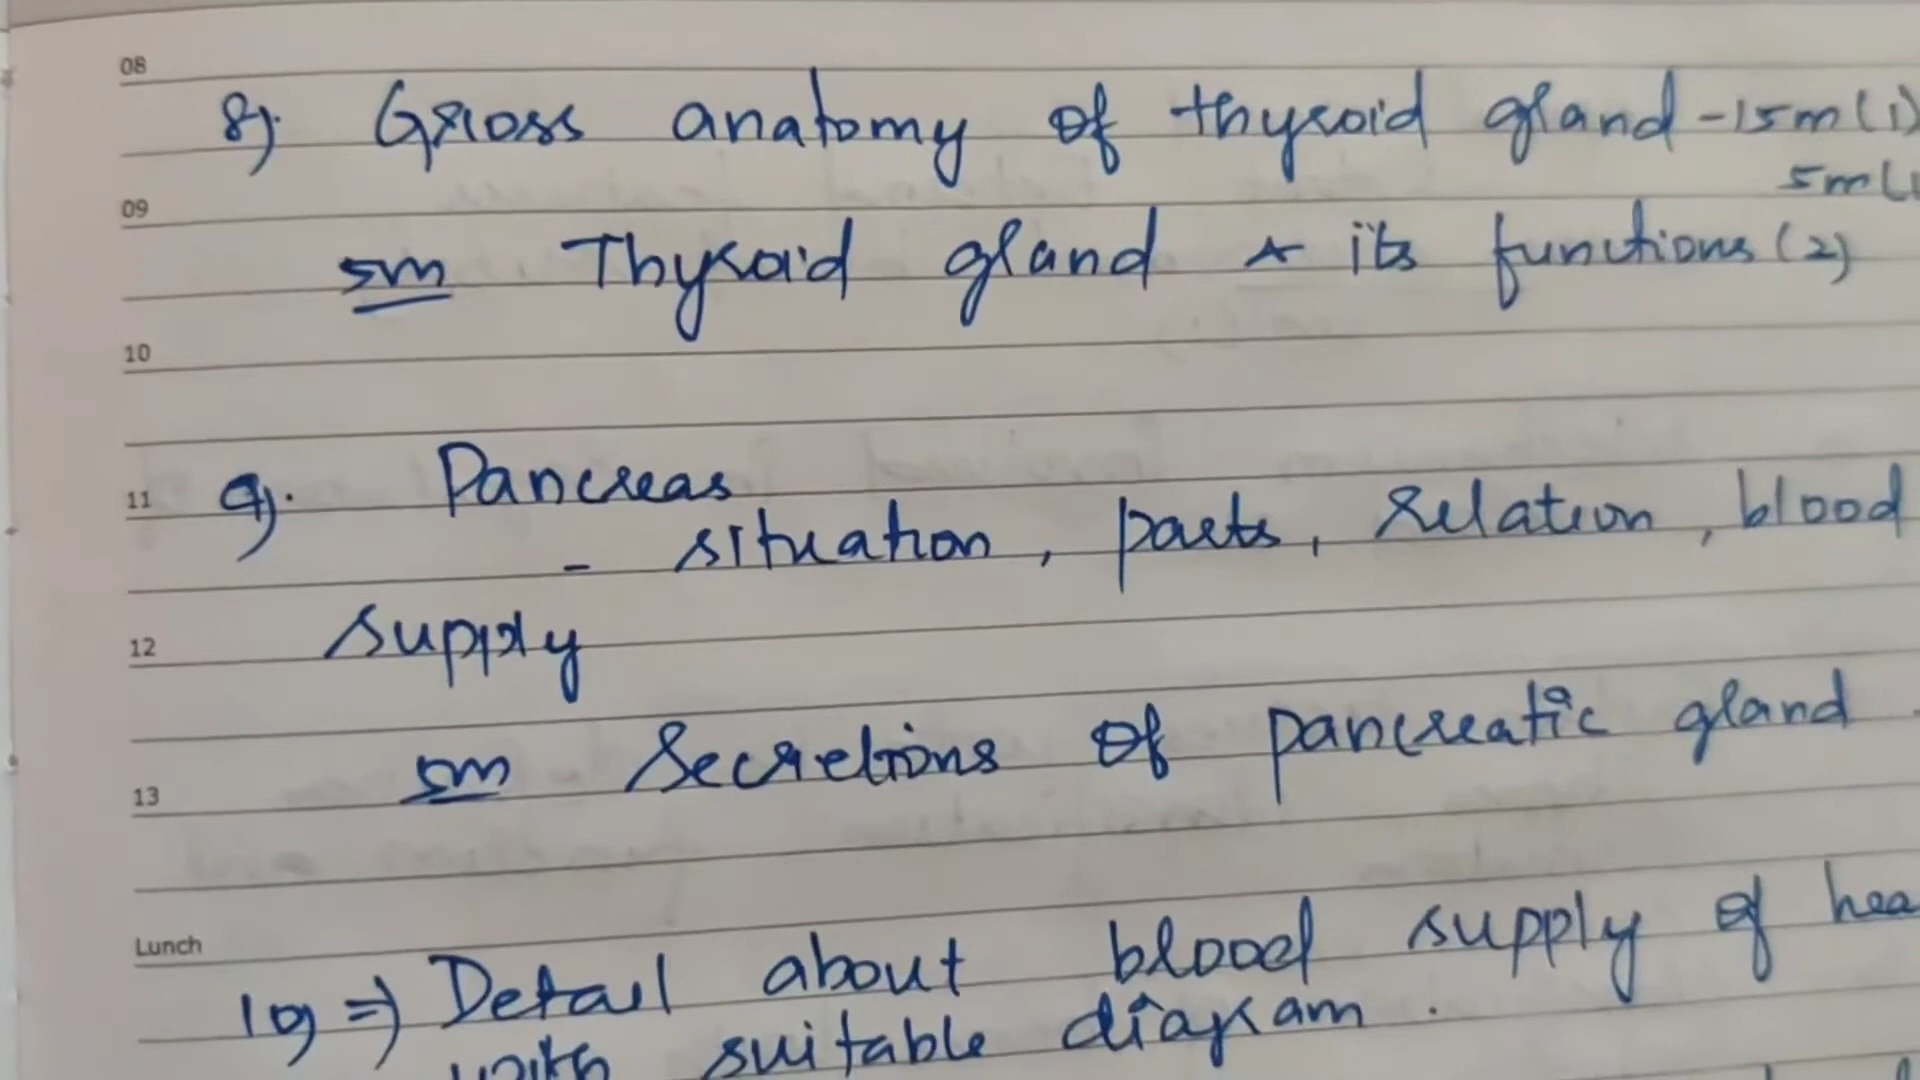 08
8). Gross anatomy of thyroid gland - 15m (1)
5m (1
09
5m Thyroid gland & its functions (2)
10
11 9). Pancreas
- situation, parts, relation, blood
12 supply
5m Secretions of pancreatic gland
13
Lunch
10) => Detail about blood supply of hea
with suitable diagram.